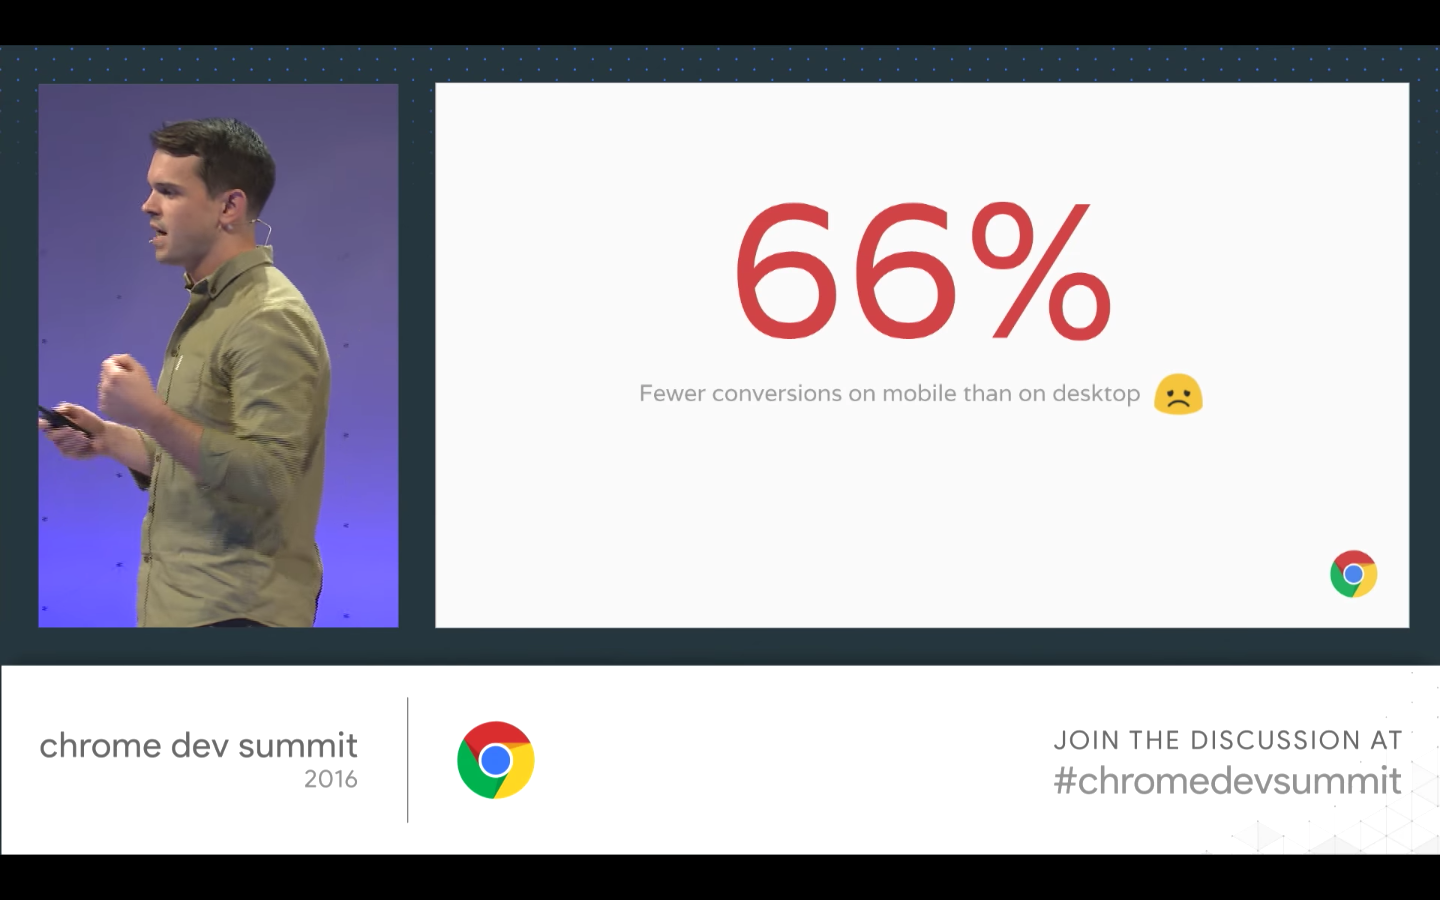 66%
Fewer conversions on mobile than on desktop
chrome dev summit
2016
JOIN THE DISCUSSION AT
#chromedevsummit